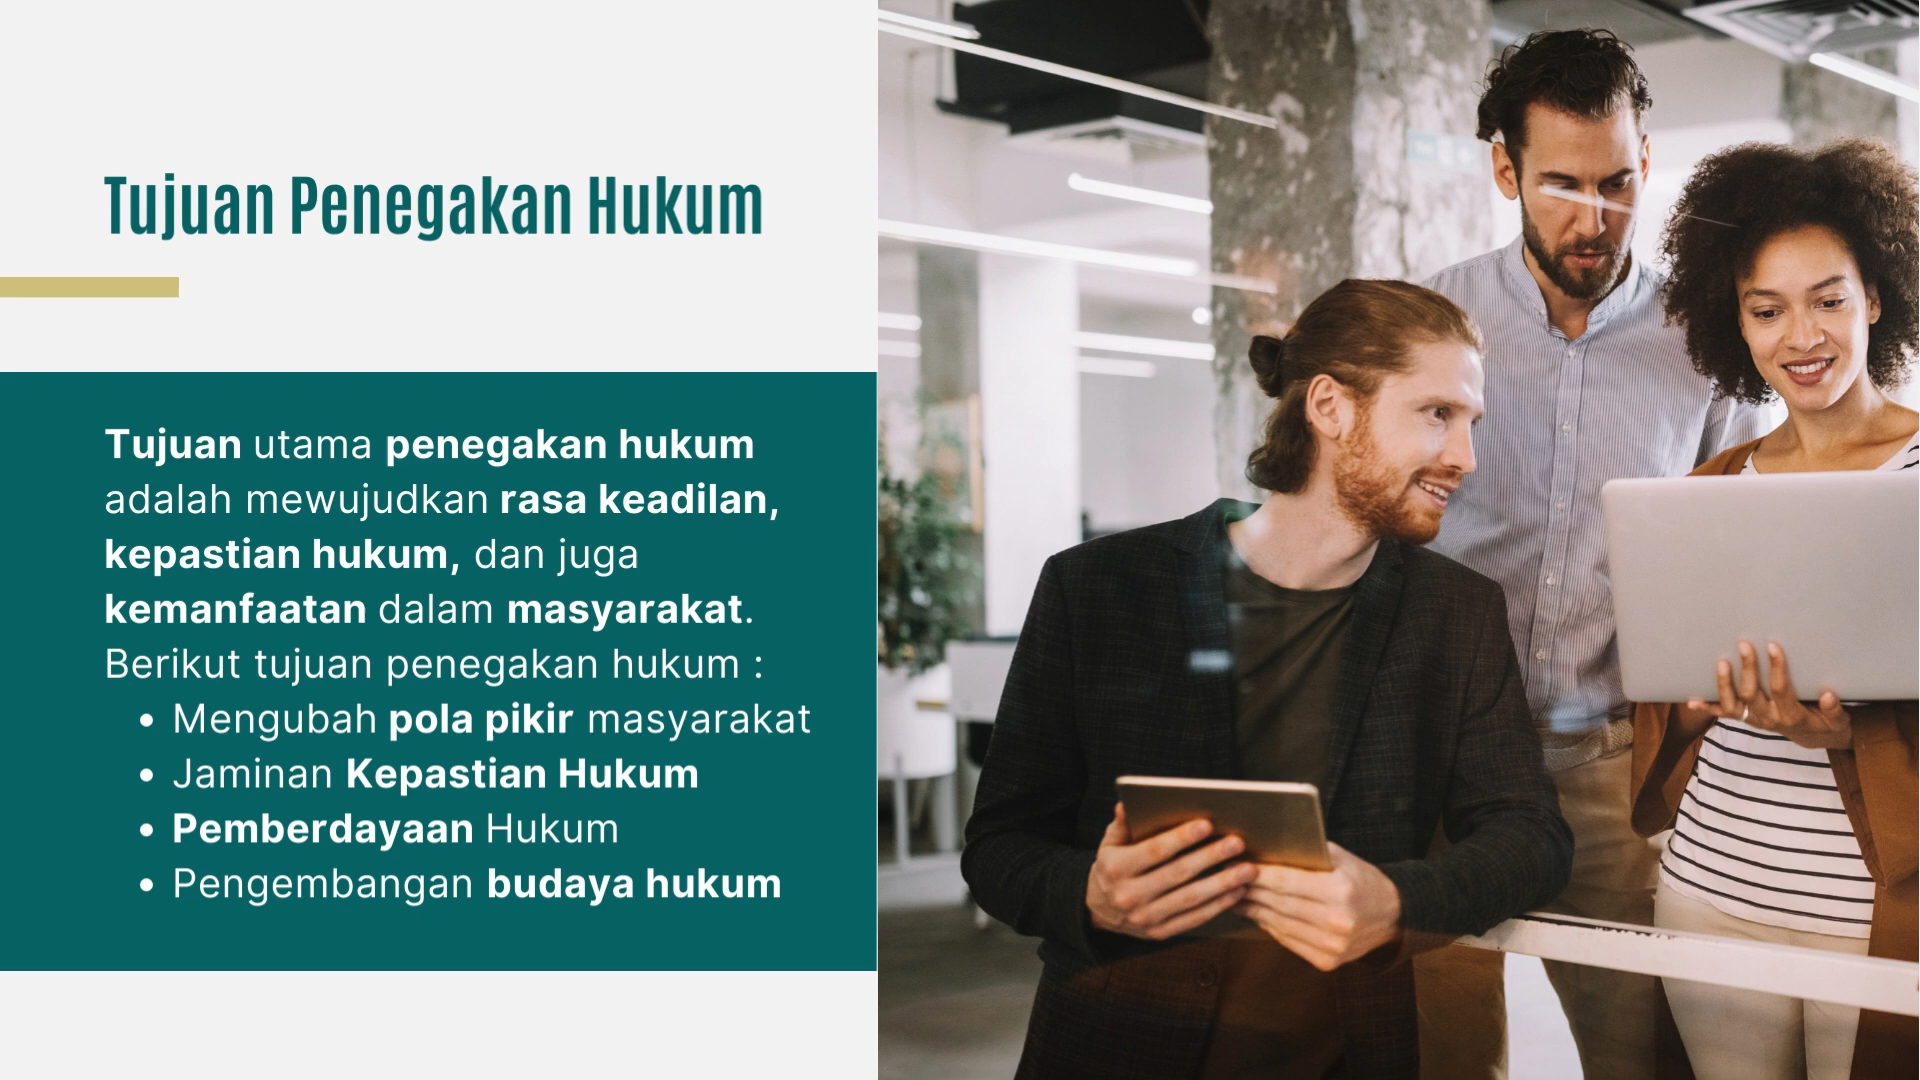 Tujuan Penegakan Hukum
Tujuan utama penegakan hukum
adalah mewujudkan rasa keadilan,
kepastian hukum, dan juga
kemanfaatan dalam masyarakat.
Berikut tujuan penegakan hukum :
• Mengubah pola pikir masyarakat
• Jaminan Kepastian Hukum
• Pemberdayaan Hukum
• Pengembangan budaya hukum